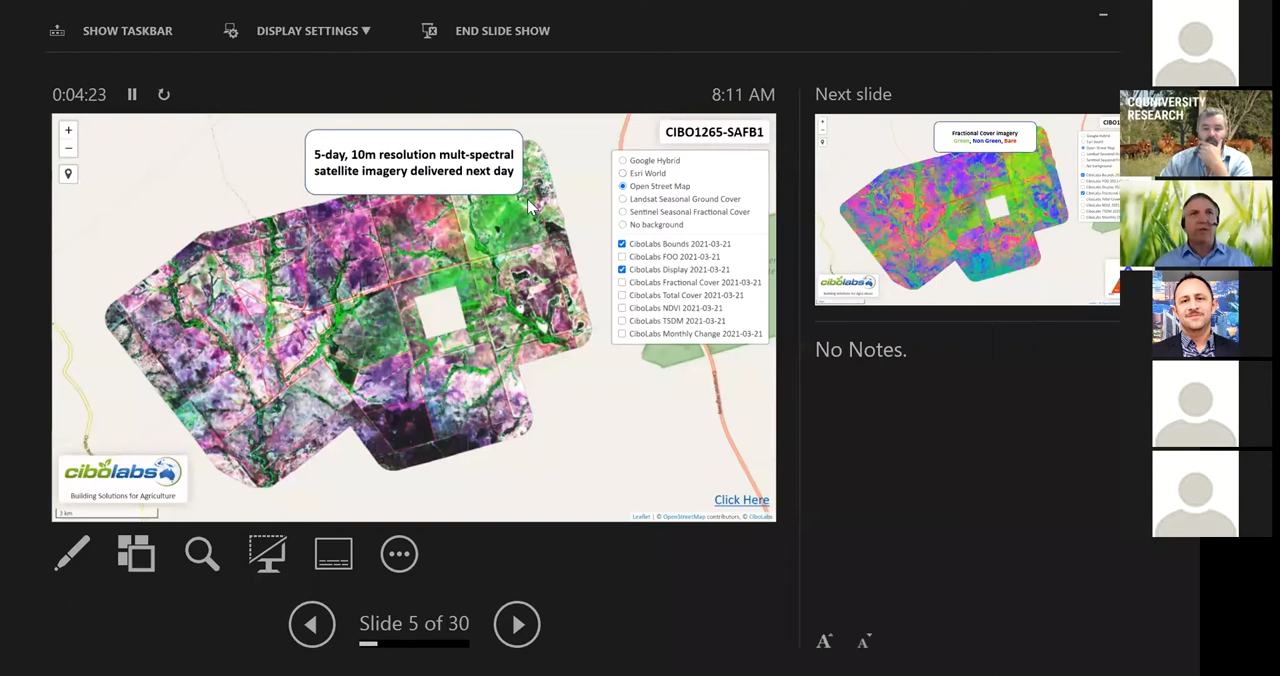 SHOW TASKBAR
DISPLAY SETTINGS ▼
END SLIDE SHOW
0:04:23
8:11 AM
Next slide
+
−
5-day, 10m resolution mult-spectral
satellite imagery delivered next day
CIBO1265-SAFB1
Google Hybrid
Esri World
Open Street Map
Landsat Seasonal Ground Cover
Sentinel Seasonal Fractional Cover
No background
CiboLabs Bounds 2021-03-21
CiboLabs FOO 2021-03-21
CiboLabs Display 2021-03-21
CiboLabs Fractional Cover 2021-03-21
CiboLabs Total Cover 2021-03-21
CiboLabs NDVI 2021-03-21
CiboLabs TSDM 2021-03-21
CiboLabs Monthly Change 2021-03-21
cibolabs
Building Solutions for Agriculture
3 km
Click Here
Leaflet | © OpenStreetMap contributors, © CiboLabs
Fractional Cover imagery
Green, Non Green, Bare
CIBO1
cibolabs
No Notes.
CQUNIVERSITY
RESEARCH
Slide 5 of 30
A
A